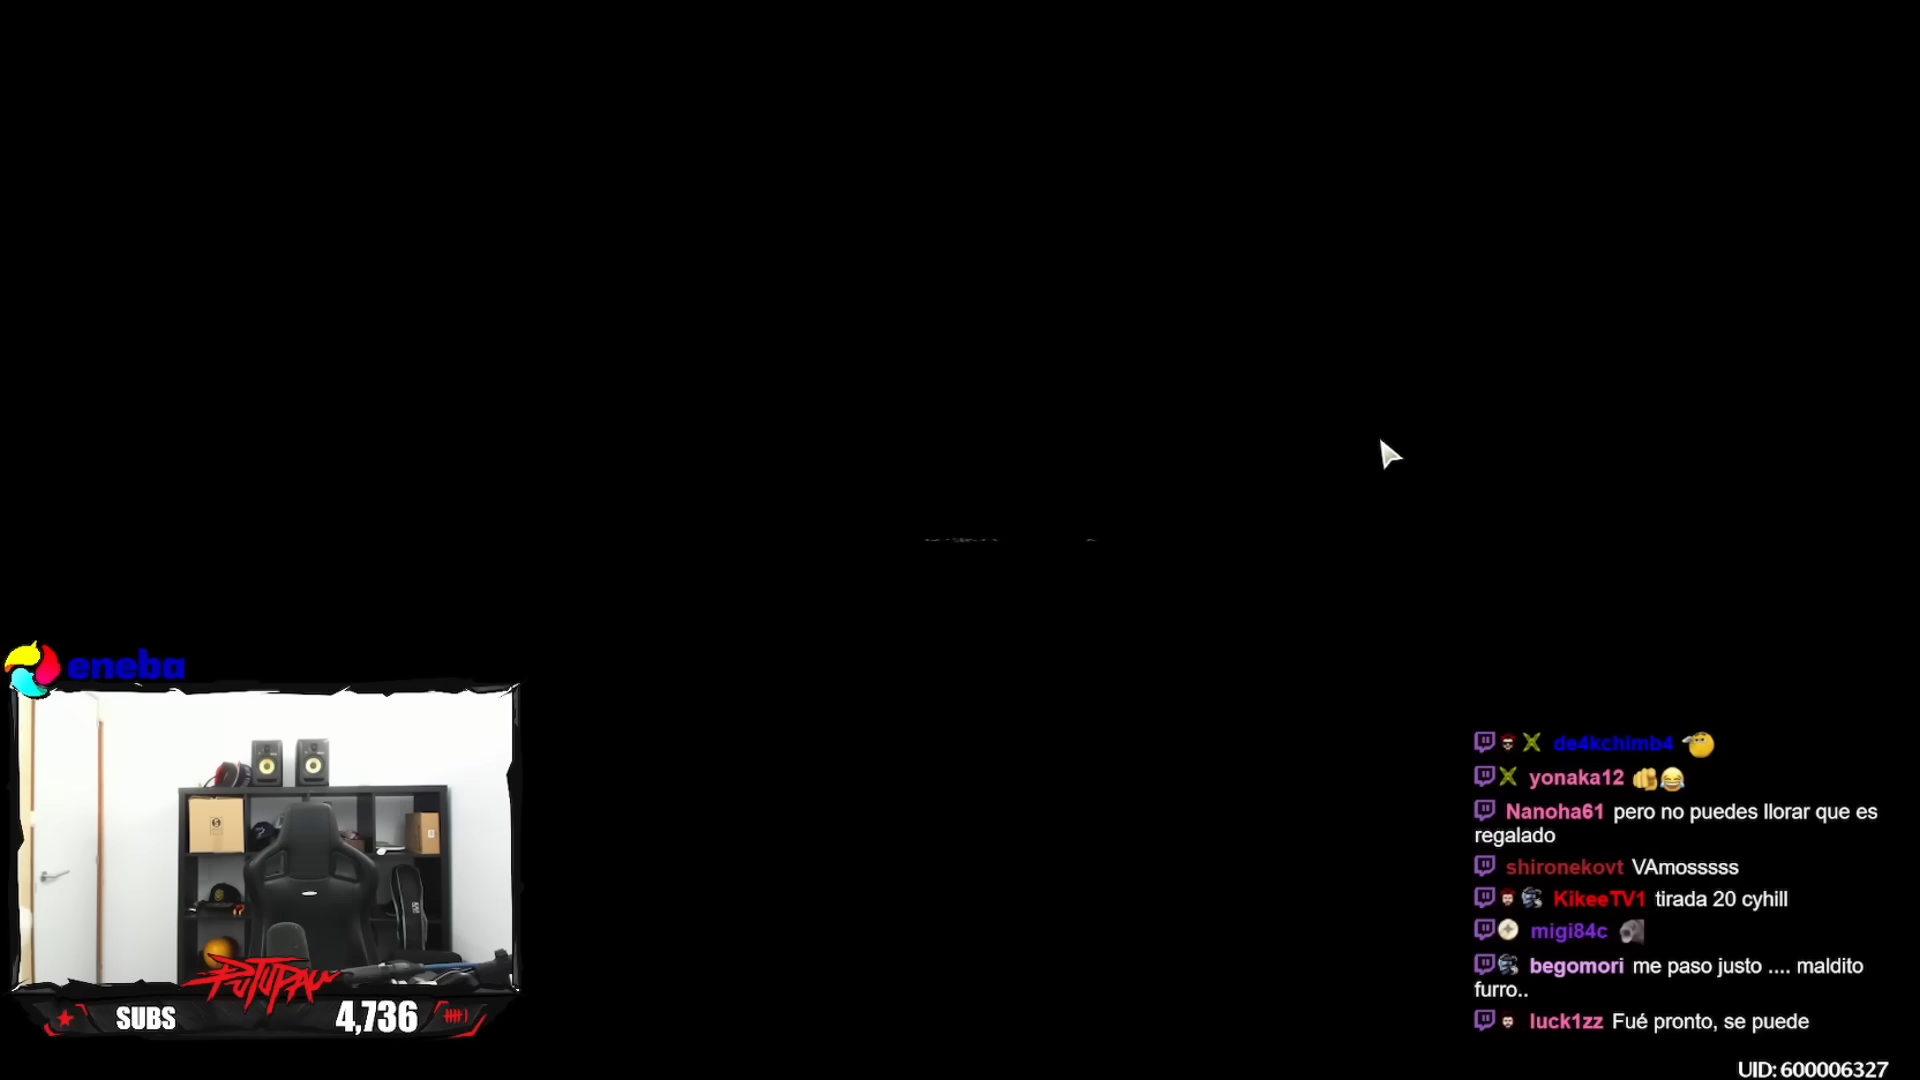 eneba
PUTUPAU
SUBS 4,736
de4kchimb4
yonaka12
Nanoha61 pero no puedes llorar que es
regalado
shironekovt VAmosssss
KikeeTV1 tirada 20 cyhill
migi84c
begomori me paso justo .... maldito
furro..
luck1zz Fué pronto, se puede
UID: 600006327